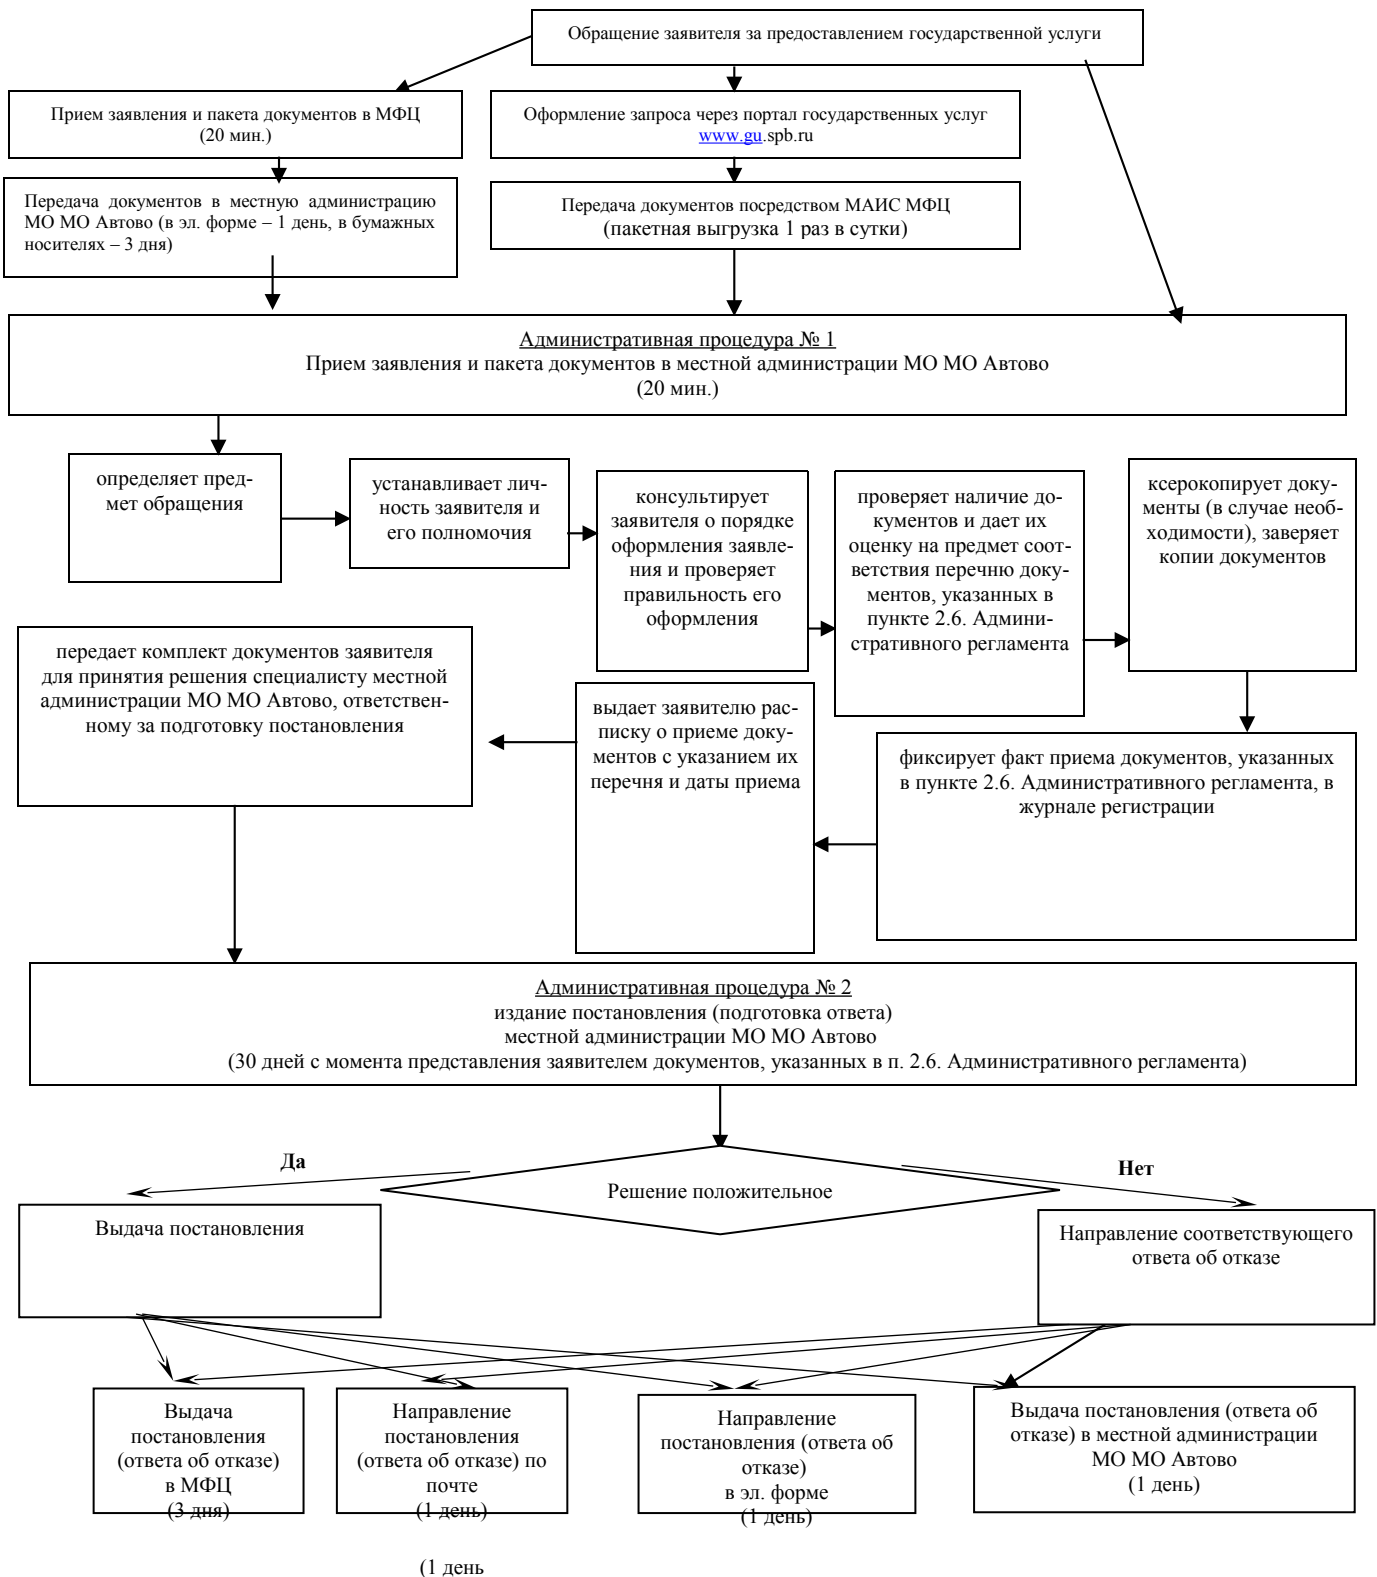 Обращение заявителя за предоставлением государственной услуги
Прием заявления и пакета документов в МФЦ
(20 мин.)
Оформление запроса через портал государственных услуг
www.gu.spb.ru
Передача документов в местную администрацию
МО МО Автово (в эл. форме – 1 день, в бумажных
носителях – 3 дня)
Передача документов посредством МАИС МФЦ
(пакетная выгрузка 1 раз в сутки)
Административная процедура № 1
Прием заявления и пакета документов в местной администрации МО МО Автово
(20 мин.)
определяет пред-
мет обращения
устанавливает лич-
ность заявителя и
его полномочия
консультирует
заявителя о порядке
оформления заявле-
ния и проверяет
правильность его
оформления
проверяет наличие до-
кументов и дает их
оценку на предмет соот-
ветствия перечню доку-
ментов, указанных в
пункте 2.6. Админи-
стративного регламента
ксерокопирует доку-
менты (в случае необ-
ходимости), заверяет
копии документов
фиксирует факт приема документов, указанных
в пункте 2.6. Административного регламента, в
журнале регистрации
выдает заявителю рас-
писку о приеме доку-
ментов с указанием их
перечня и даты приема
передает комплект документов заявителя
для принятия решения специалисту местной
администрации МО МО Автово, ответствен-
ному за подготовку постановления
Административная процедура № 2
издание постановления (подготовка ответа)
местной администрации МО МО Автово
(30 дней с момента представления заявителем документов, указанных в п. 2.6. Административного регламента)
Да
Нет
Решение положительное
Выдача постановления
Направление соответствующего
ответа об отказе
Выдача
постановления
(ответа об отказе)
в МФЦ
(3 дня)
Направление
постановления
(ответа об отказе) по
почте
(1 день)
Направление
постановления (ответа об
отказе)
в эл. форме
(1 день)
Выдача постановления (ответа об
отказе) в местной администрации
МО МО Автово
(1 день)
(1 день